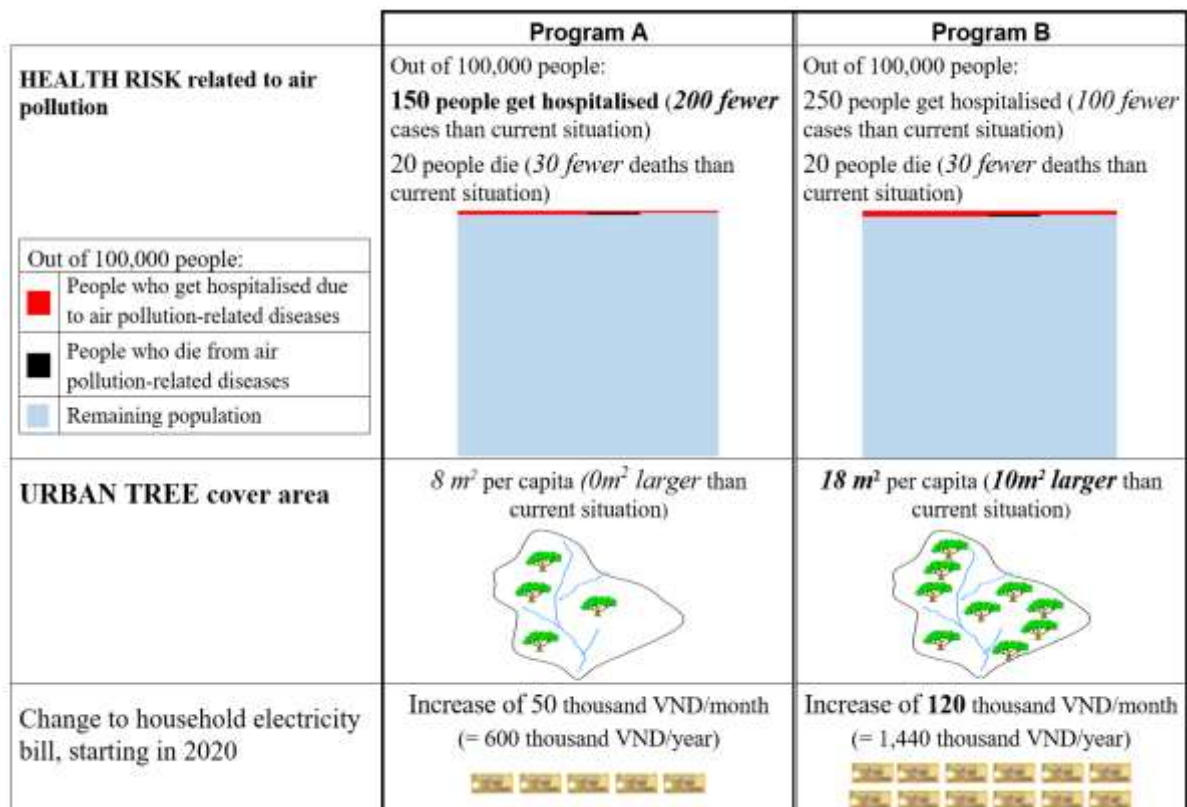 Program A
Program B
HEALTH RISK related to air
pollution
Out of 100,000 people:
150 people get hospitalised (200 fewer
cases than current situation)
20 people die (30 fewer deaths than
current situation)
Out of 100,000 people:
250 people get hospitalised (100 fewer
cases than current situation)
20 people die (30 fewer deaths than
current situation)
Out of 100,000 people:
People who get hospitalised due
to air pollution-related diseases
People who die from air
pollution-related diseases
Remaining population
URBAN TREE cover area
8 m² per capita (0m² larger than
current situation)
18 m² per capita (10m² larger than
current situation)
Change to household electricity
bill, starting in 2020
Increase of 50 thousand VND/month
(= 600 thousand VND/year)
Increase of 120 thousand VND/month
(= 1,440 thousand VND/year)